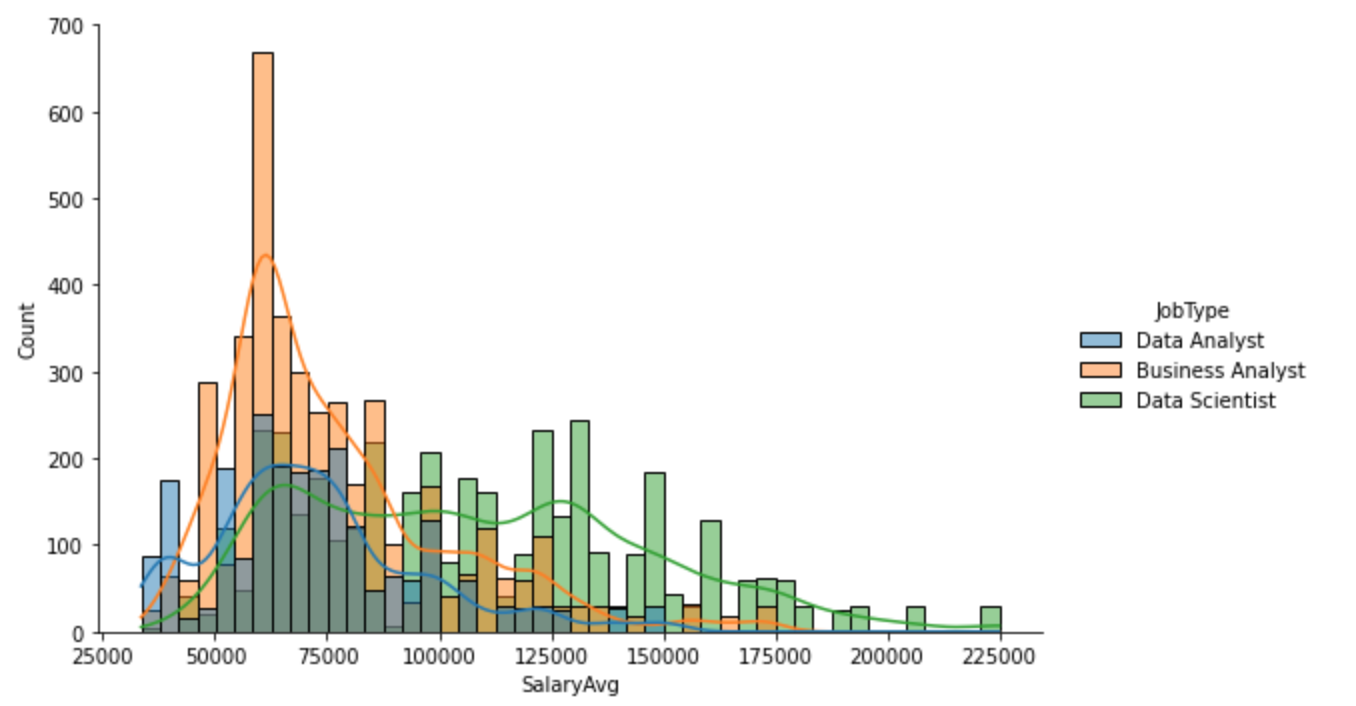 700
600
500
400
300
200
100
0
Count
25000 50000 75000 100000 125000 150000 175000 200000 225000
SalaryAvg
JobType
Data Analyst
Business Analyst
Data Scientist